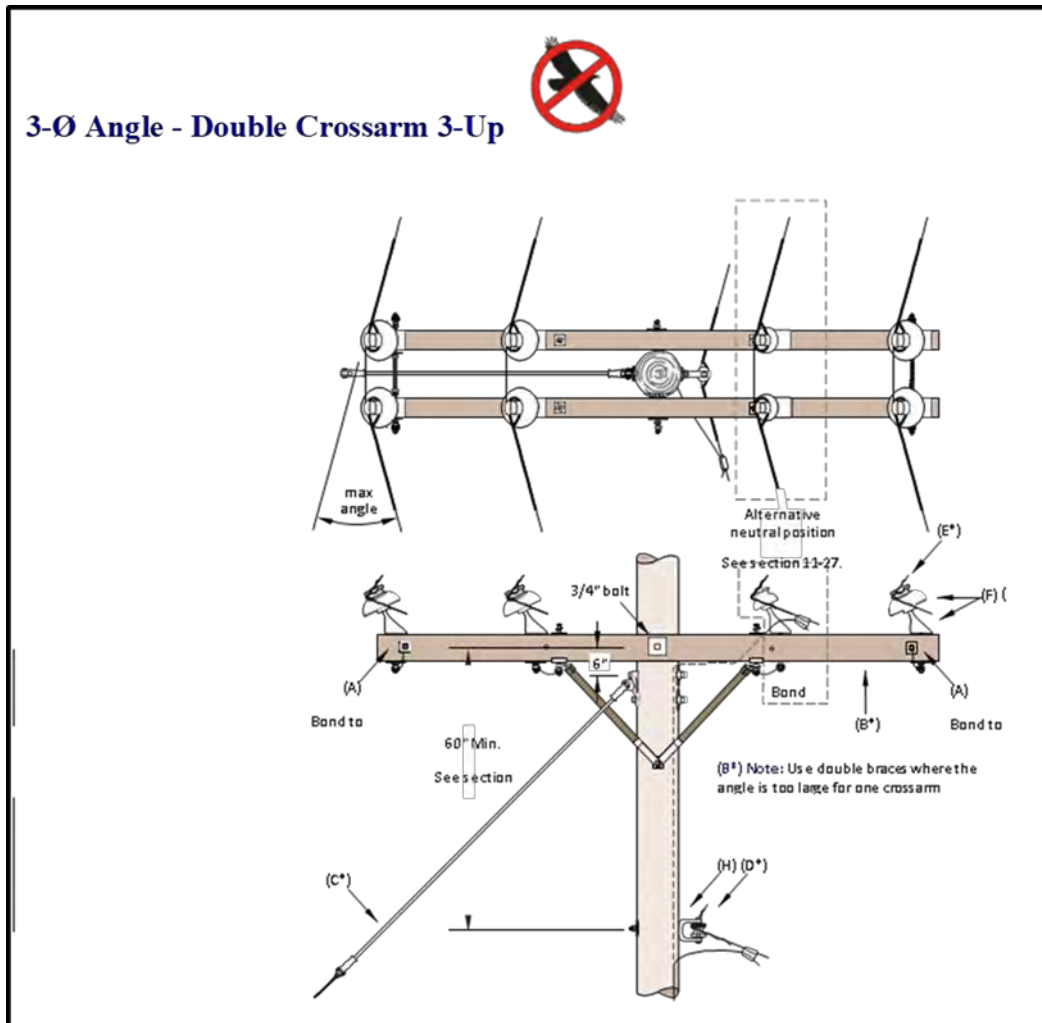 3-Ø Angle - Double Crossarm 3-Up
max
angle
Alternative
neutral position
See section 11-27.
(E*)
3/4" bolt
(F) (
6"
(A)
(A)
Bond to
Bond
(B*)
Bond to
60" Min.
See section
(B*) Note: Use double braces where the
angle is too large for one crossarm
(C*)
(H) (D*)